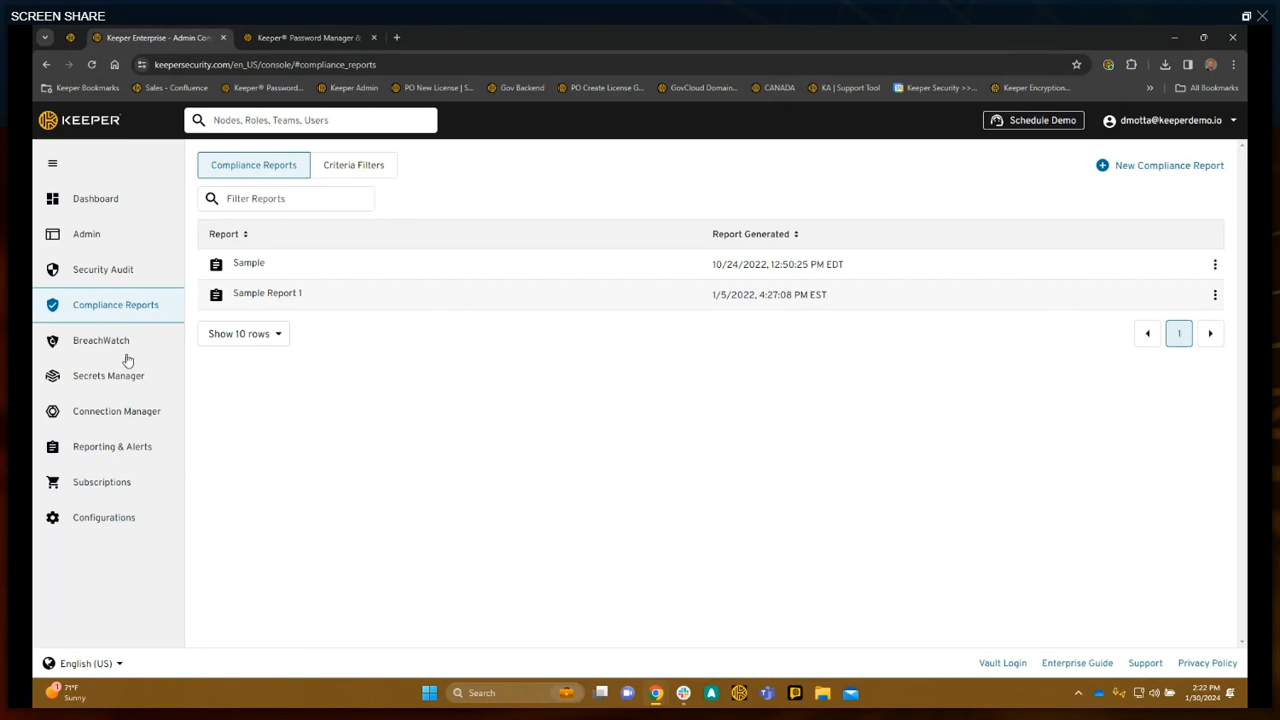 SCREEN SHARE
Keeper Enterprise - Admin Con
Keeper® Password Manager &
keepersecurity.com/en_US/console/#compliance_reports
Keeper Bookmarks
Sales - Confluence
Keeper® Password...
Keeper Admin
PO New License | S...
Gov Backend
PO Create License G...
GovCloud Domain...
CANADA
KA | Support Tool
Keeper Security >>...
Keeper Encryption...
All Bookmarks
KEEPER
Nodes, Roles, Teams, Users
Schedule Demo
dmotta@keeperdemo.io
Dashboard
Admin
Security Audit
Compliance Reports
BreachWatch
Secrets Manager
Connection Manager
Reporting & Alerts
Subscriptions
Configurations
Compliance Reports
Criteria Filters
New Compliance Report
Filter Reports
Report
Report Generated
Sample
10/24/2022, 12:50:25 PM EDT
Sample Report 1
1/5/2022, 4:27:08 PM EST
Show 10 rows
1
English (US)
Vault Login
Enterprise Guide
Support
Privacy Policy
1
71°F
Sunny
Search
2:22 PM
1/30/2024